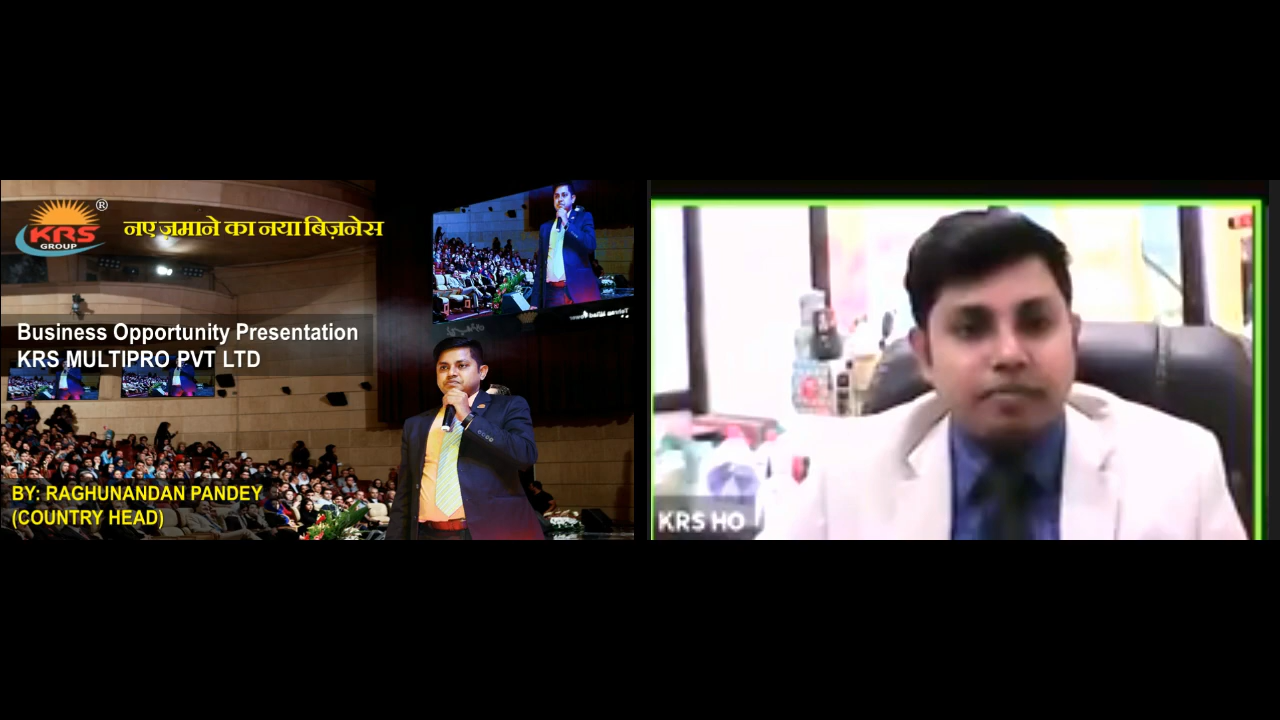 KRS
GROUP
®
नए ज़माने का नया बिज़नेस
Business Opportunity Presentation
KRS MULTIPRO PVT LTD
BY: RAGHUNANDAN PANDEY
(COUNTRY HEAD)
KRS HO